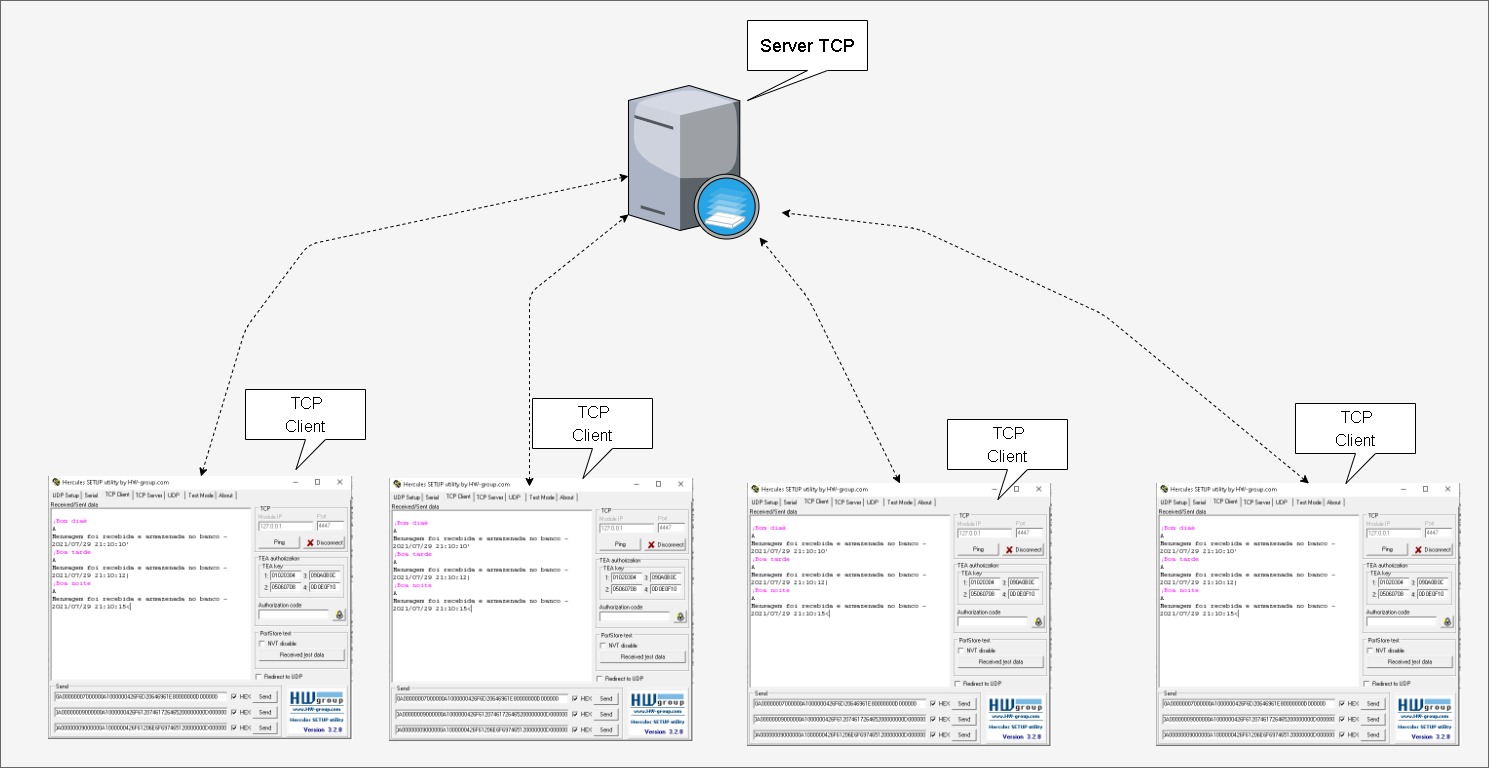 Server TCP
TCP
Client
TCP
Client
TCP
Client
TCP
Client
Hercules SETUP utility by HW-group.com
UDP Setup Serial TCP Client TCP Server UDP Test Mode About
Received/Sent data
¡Bom diaè
A
Mensagem foi recebida e armazenada no banco -
2021/07/29 21:10:10'
¡Boa tarde
A
Mensagem foi recebida e armazenada no banco -
2021/07/29 21:10:12|
¡Boa noite
A
Mensagem foi recebida e armazenada no banco -
2021/07/29 21:10:15<
TCP
Module IP Port
127.0.0.1 4447
Ping Disconnect
TEA authorization
TEA key
1: 01020304 3: 090A0B0C
2: 05060708 4: 0D0E0F10
Authorization code
PortStore test
NVT disable
Received test data
Redirect to UDP
Send
HEX Send
HEX Send
HEX Send
HW group
www.HW-group.com
Hercules SETUP utility
Version 3.2.8
Hercules SETUP utility by HW-group.com
UDP Setup Serial TCP Client TCP Server UDP Test Mode About
Received/Sent data
¡Bom diaè
A
Mensagem foi recebida e armazenada no banco -
2021/07/29 21:10:10'
¡Boa tarde
A
Mensagem foi recebida e armazenada no banco -
2021/07/29 21:10:12|
¡Boa noite
A
Mensagem foi recebida e armazenada no banco -
2021/07/29 21:10:15<
TCP
Module IP Port
127.0.0.1 4447
Ping Disconnect
TEA authorization
TEA key
1: 01020304 3: 090A0B0C
2: 05060708 4: 0D0E0F10
Authorization code
PortStore test
NVT disable
Received test data
Redirect to UDP
Send
HEX Send
HEX Send
HEX Send
HW group
www.HW-group.com
Hercules SETUP utility
Version 3.2.8
Hercules SETUP utility by HW-group.com
UDP Setup Serial TCP Client TCP Server UDP Test Mode About
Received/Sent data
¡Bom diaè
A
Mensagem foi recebida e armazenada no banco -
2021/07/29 21:10:10'
¡Boa tarde
A
Mensagem foi recebida e armazenada no banco -
2021/07/29 21:10:12|
¡Boa noite
A
Mensagem foi recebida e armazenada no banco -
2021/07/29 21:10:15<
TCP
Module IP Port
127.0.0.1 4447
Ping Disconnect
TEA authorization
TEA key
1: 01020304 3: 090A0B0C
2: 05060708 4: 0D0E0F10
Authorization code
PortStore test
NVT disable
Received test data
Redirect to UDP
Send
HEX Send
HEX Send
HEX Send
HW group
www.HW-group.com
Hercules SETUP utility
Version 3.2.8
Hercules SETUP utility by HW-group.com
UDP Setup Serial TCP Client TCP Server UDP Test Mode About
Received/Sent data
¡Bom diaè
A
Mensagem foi recebida e armazenada no banco -
2021/07/29 21:10:10'
¡Boa tarde
A
Mensagem foi recebida e armazenada no banco -
2021/07/29 21:10:12|
¡Boa noite
A
Mensagem foi recebida e armazenada no banco -
2021/07/29 21:10:15<
TCP
Module IP Port
127.0.0.1 4447
Ping Disconnect
TEA authorization
TEA key
1: 01020304 3: 090A0B0C
2: 05060708 4: 0D0E0F10
Authorization code
PortStore test
NVT disable
Received test data
Redirect to UDP
Send
HEX Send
HEX Send
HEX Send
HW group
www.HW-group.com
Hercules SETUP utility
Version 3.2.8